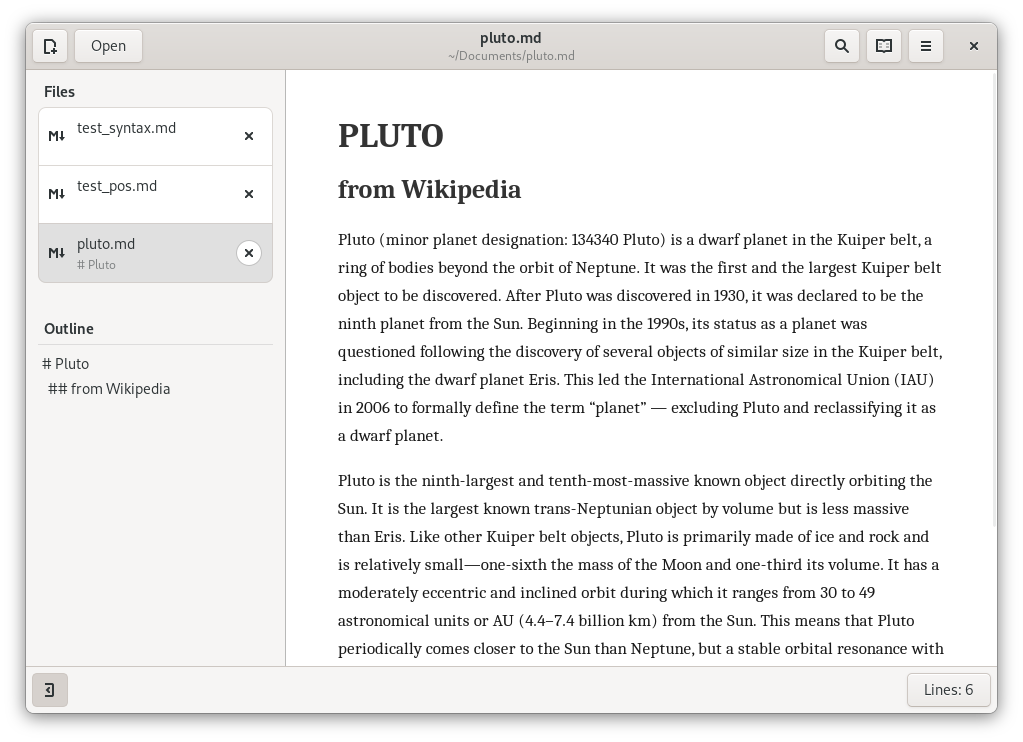 Open
pluto.md
~/Documents/pluto.md
Files
M↓ test_syntax.md
M↓ test_pos.md
M↓ pluto.md
# Pluto
Outline
# Pluto
## from Wikipedia
PLUTO
from Wikipedia
Pluto (minor planet designation: 134340 Pluto) is a dwarf planet in the Kuiper belt, a
ring of bodies beyond the orbit of Neptune. It was the first and the largest Kuiper belt
object to be discovered. After Pluto was discovered in 1930, it was declared to be the
ninth planet from the Sun. Beginning in the 1990s, its status as a planet was
questioned following the discovery of several objects of similar size in the Kuiper belt,
including the dwarf planet Eris. This led the International Astronomical Union (IAU)
in 2006 to formally define the term “planet” — excluding Pluto and reclassifying it as
a dwarf planet.
Pluto is the ninth-largest and tenth-most-massive known object directly orbiting the
Sun. It is the largest known trans-Neptunian object by volume but is less massive
than Eris. Like other Kuiper belt objects, Pluto is primarily made of ice and rock and
is relatively small—one-sixth the mass of the Moon and one-third its volume. It has a
moderately eccentric and inclined orbit during which it ranges from 30 to 49
astronomical units or AU (4.4–7.4 billion km) from the Sun. This means that Pluto
periodically comes closer to the Sun than Neptune, but a stable orbital resonance with
Lines: 6